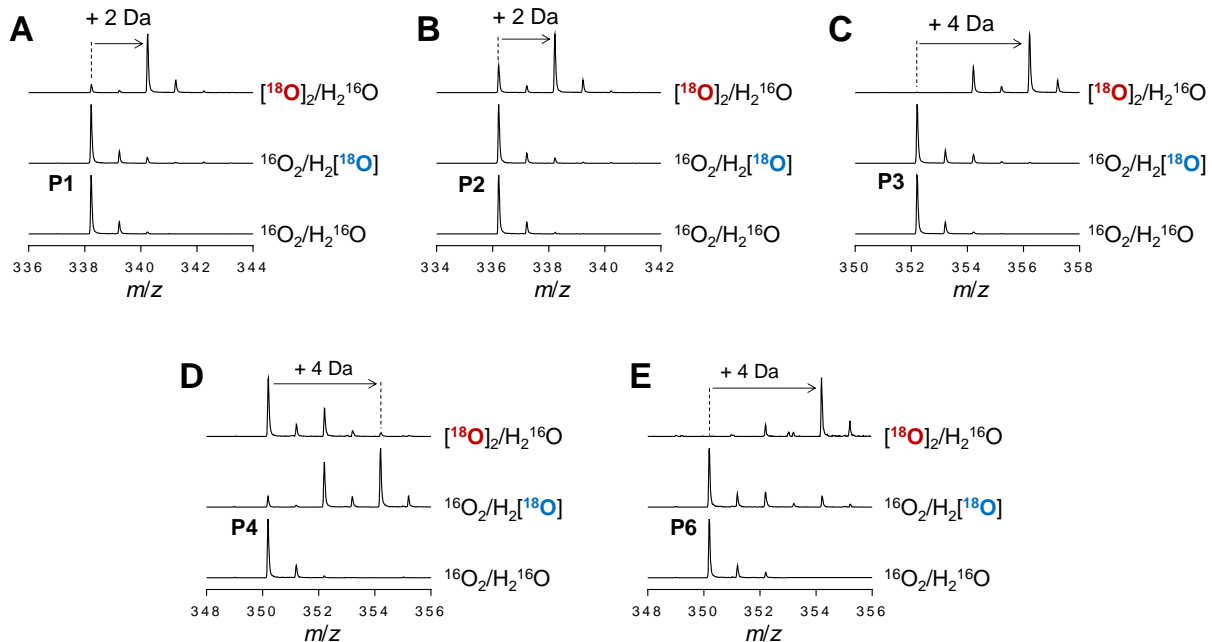 A
+ 2 Da
[¹⁸O]₂/H₂¹⁶O
¹⁶O₂/H₂[¹⁸O]
P1
¹⁶O₂/H₂¹⁶O
336 338 340 342 344
m/z
B
+ 2 Da
[¹⁸O]₂/H₂¹⁶O
¹⁶O₂/H₂[¹⁸O]
P2
¹⁶O₂/H₂¹⁶O
334 336 338 340 342
m/z
C
+ 4 Da
[¹⁸O]₂/H₂¹⁶O
¹⁶O₂/H₂[¹⁸O]
P3
¹⁶O₂/H₂¹⁶O
350 352 354 356 358
m/z
D
+ 4 Da
[¹⁸O]₂/H₂¹⁶O
¹⁶O₂/H₂[¹⁸O]
P4
¹⁶O₂/H₂¹⁶O
348 350 352 354 356
m/z
E
+ 4 Da
[¹⁸O]₂/H₂¹⁶O
¹⁶O₂/H₂[¹⁸O]
P6
¹⁶O₂/H₂¹⁶O
348 350 352 354 356
m/z